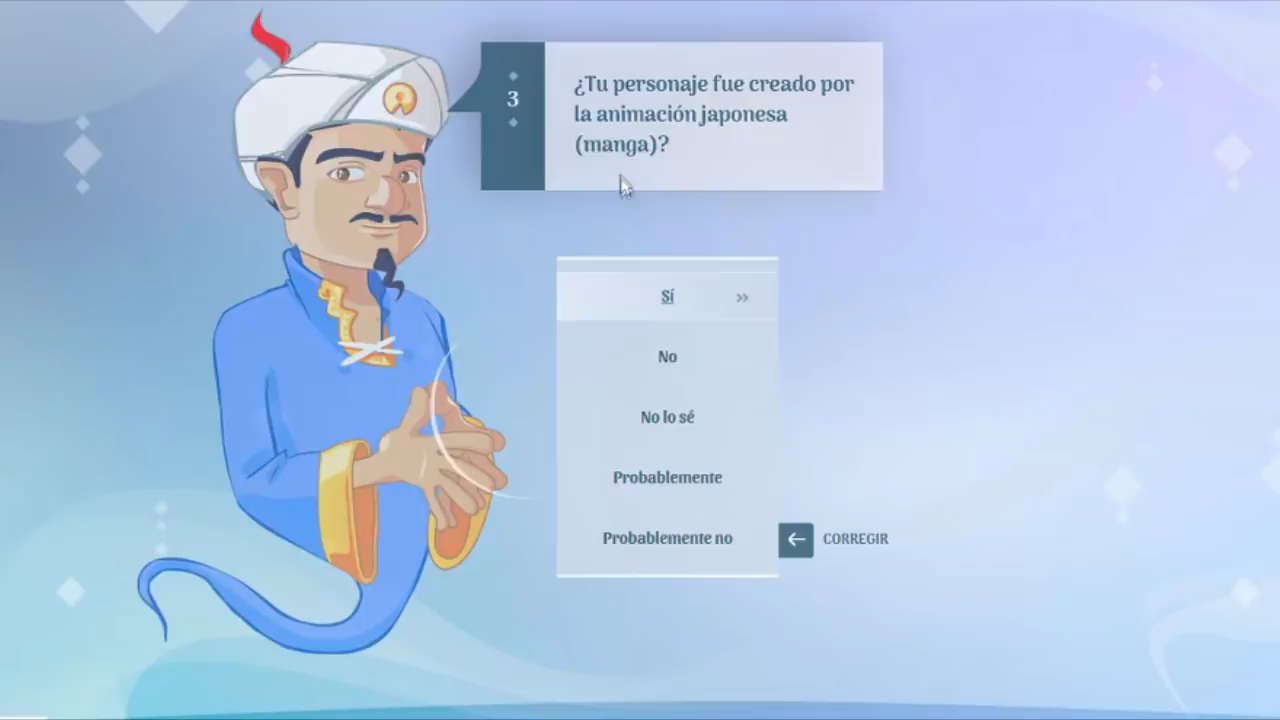 3
¿Tu personaje fue creado por
la animación japonesa
(manga)?
Sí »
No
No lo sé
Probablemente
Probablemente no
← CORREGIR